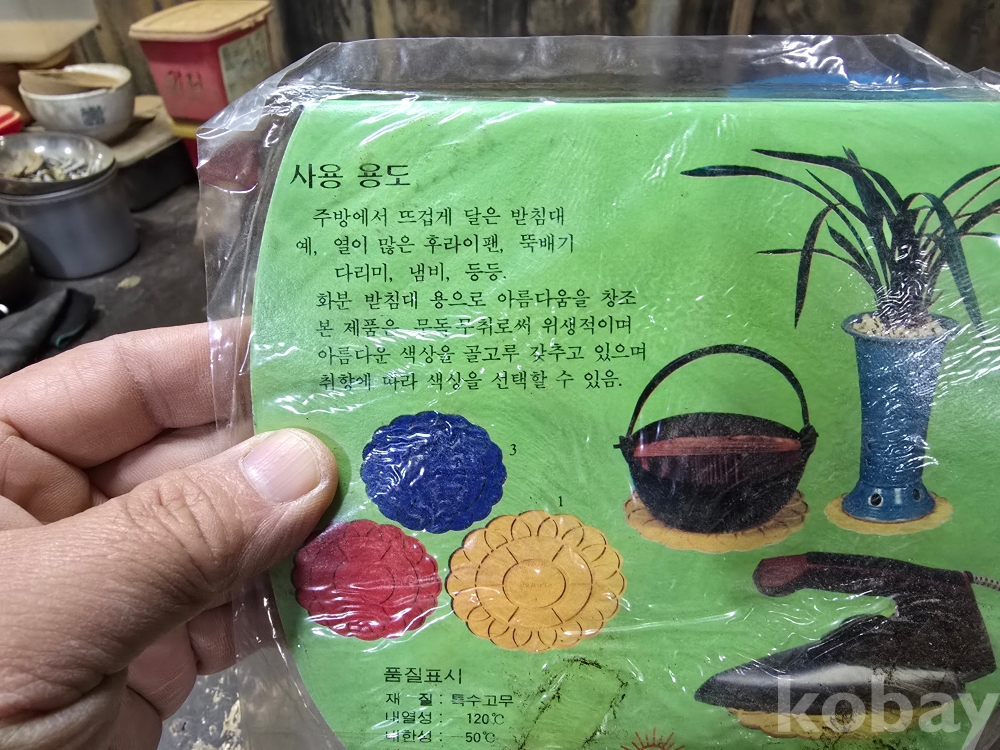 사용 용도
주방에서 뜨겁게 달은 받침대
예, 열이 많은 후라이팬, 뚝배기
다리미, 냄비, 등등.
화분 받침대 용으로 아름다움을 창조
본 제품은 무독 무취로써 위생적이며
아름다운 색상을 골고루 갖추고 있으며
취향에 따라 색상을 선택할 수 있음.
3
1
품질표시
재 질 : 특수고무
내열성 : 120℃
내한성 : -50℃
kobay